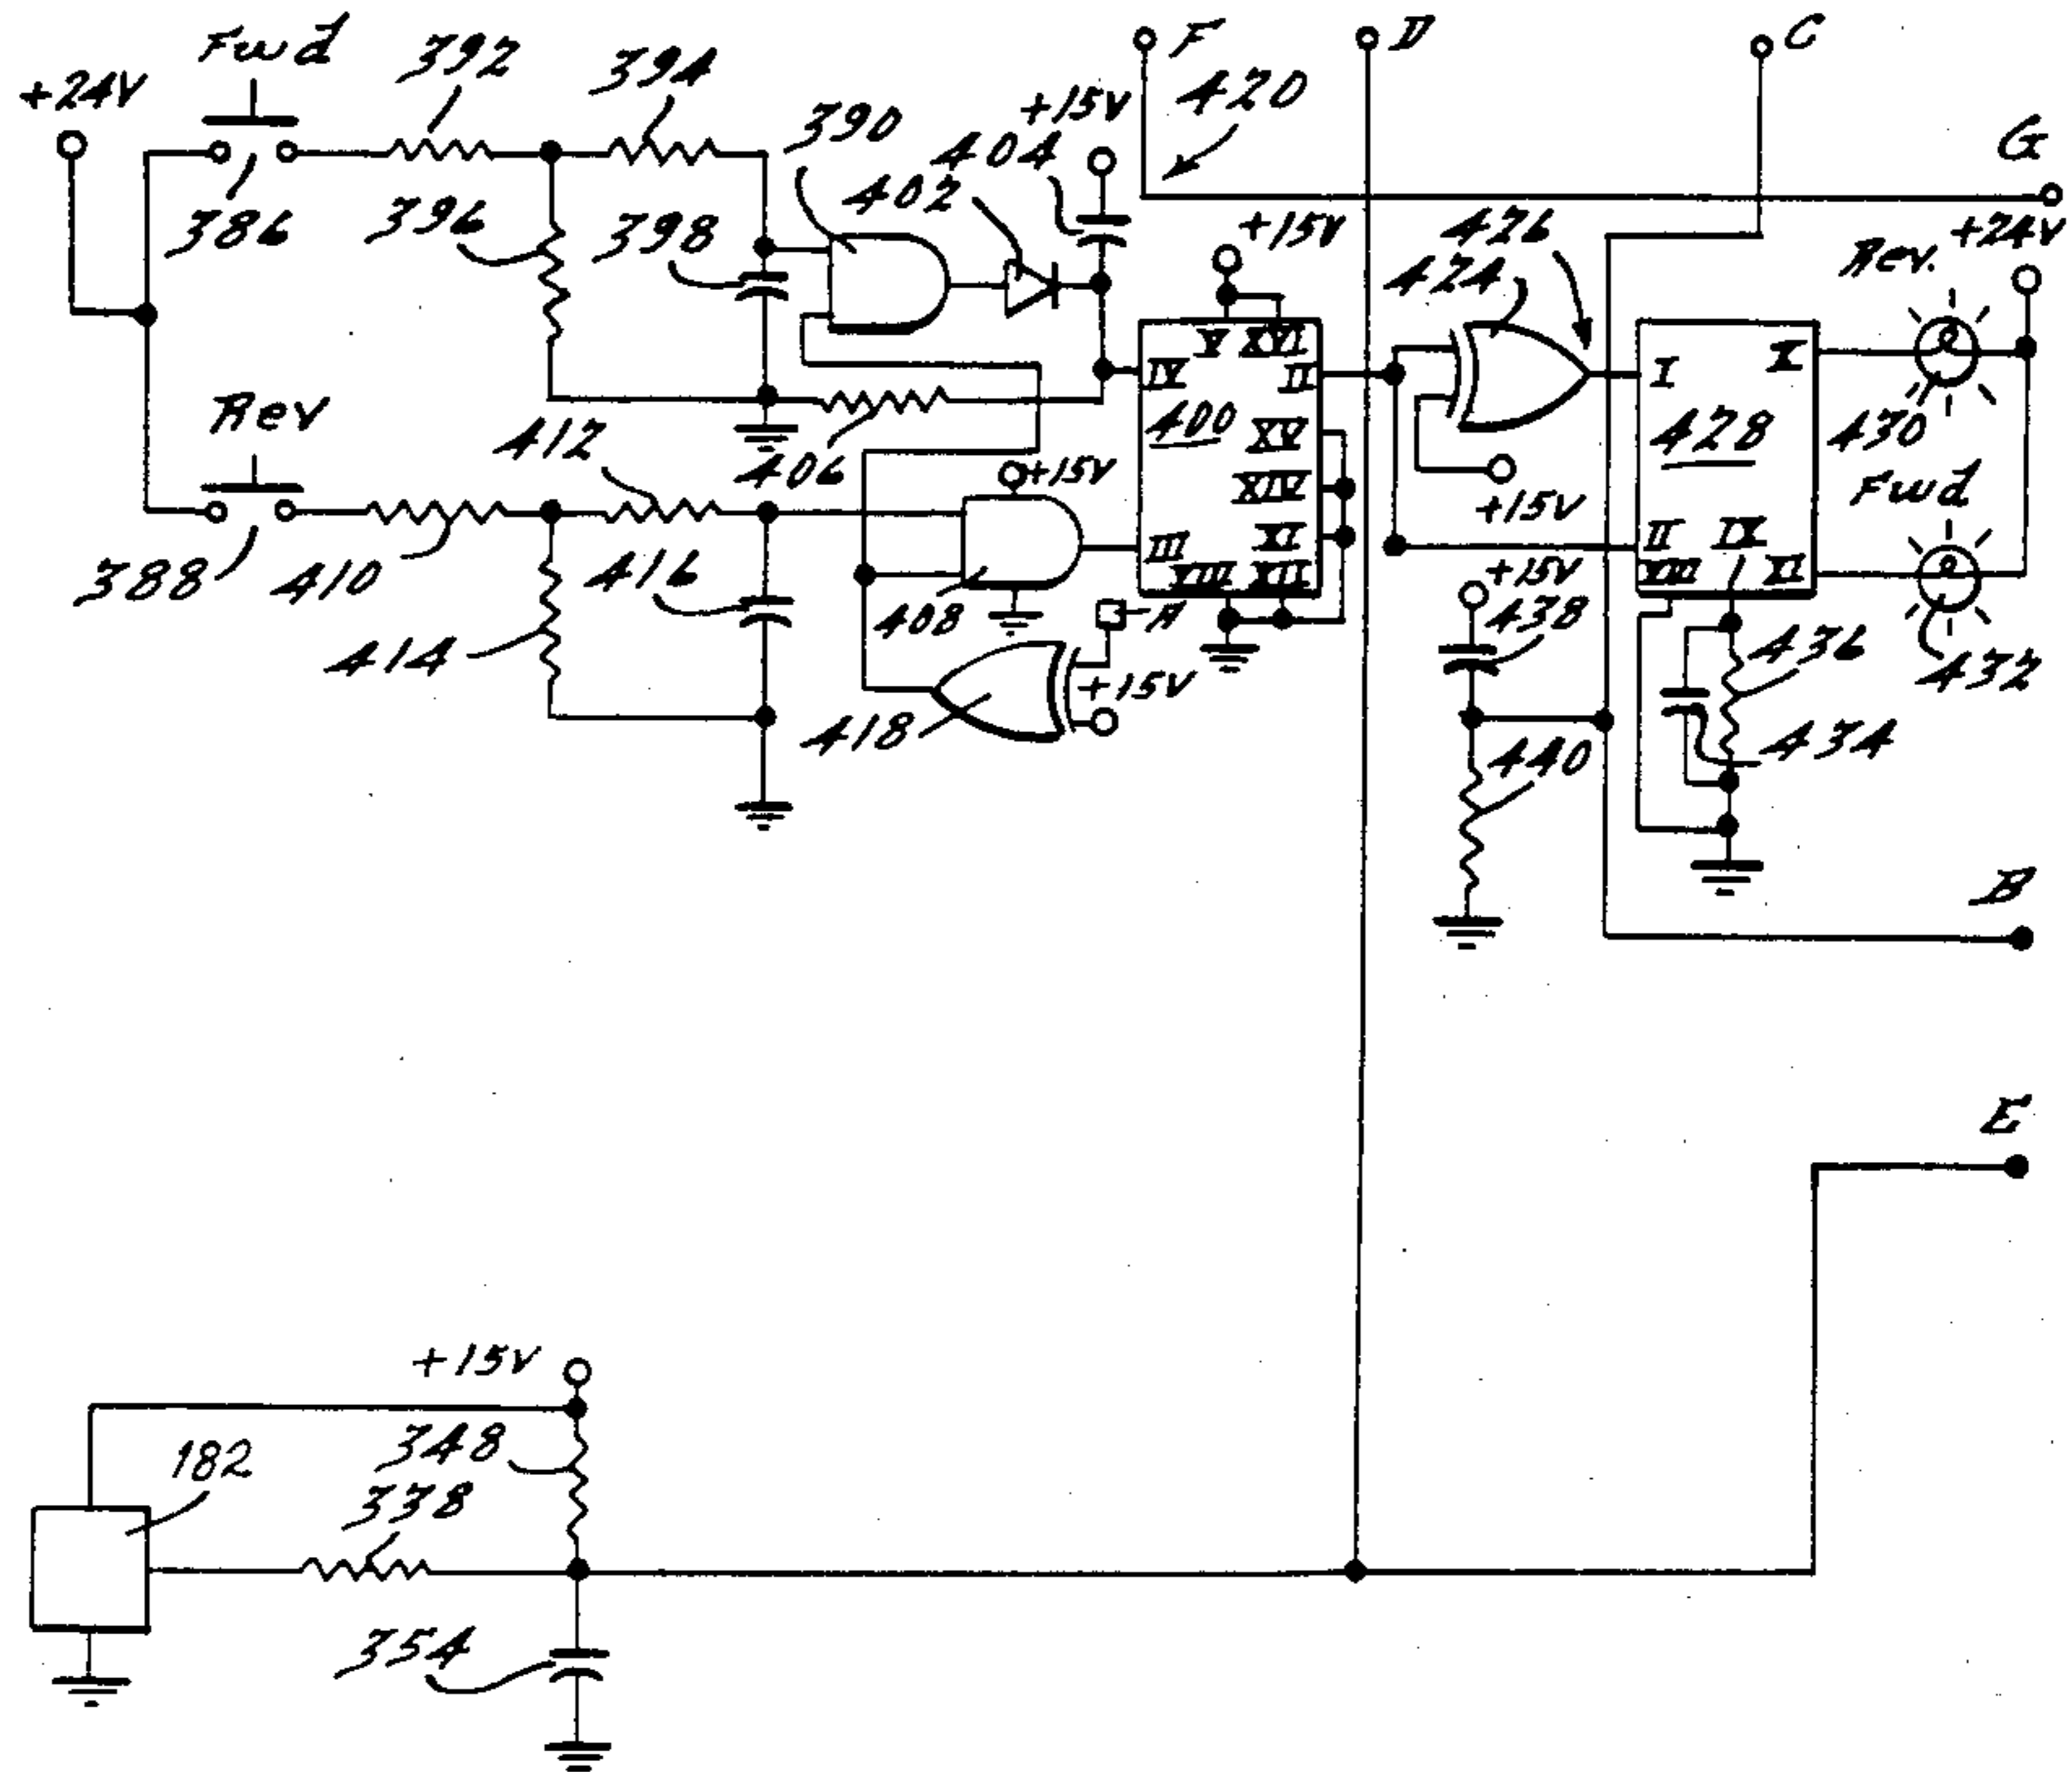 Fwd
392
394
F
D
C
+24V
420
390
+15V
404
G
402
386
396
398
+15V
426
424
Rev.
+24V
V
XVI
IV
II
I
X
Rev
412
400
428
430
406
+15V
XV
Fwd
XIV
+15V
388
410
416
III
XI
II
IX
VIII
XII
VIII
XI
408
A
+15V
438
414
436
432
+15V
418
440
434
B
E
+15V
348
182
338
354